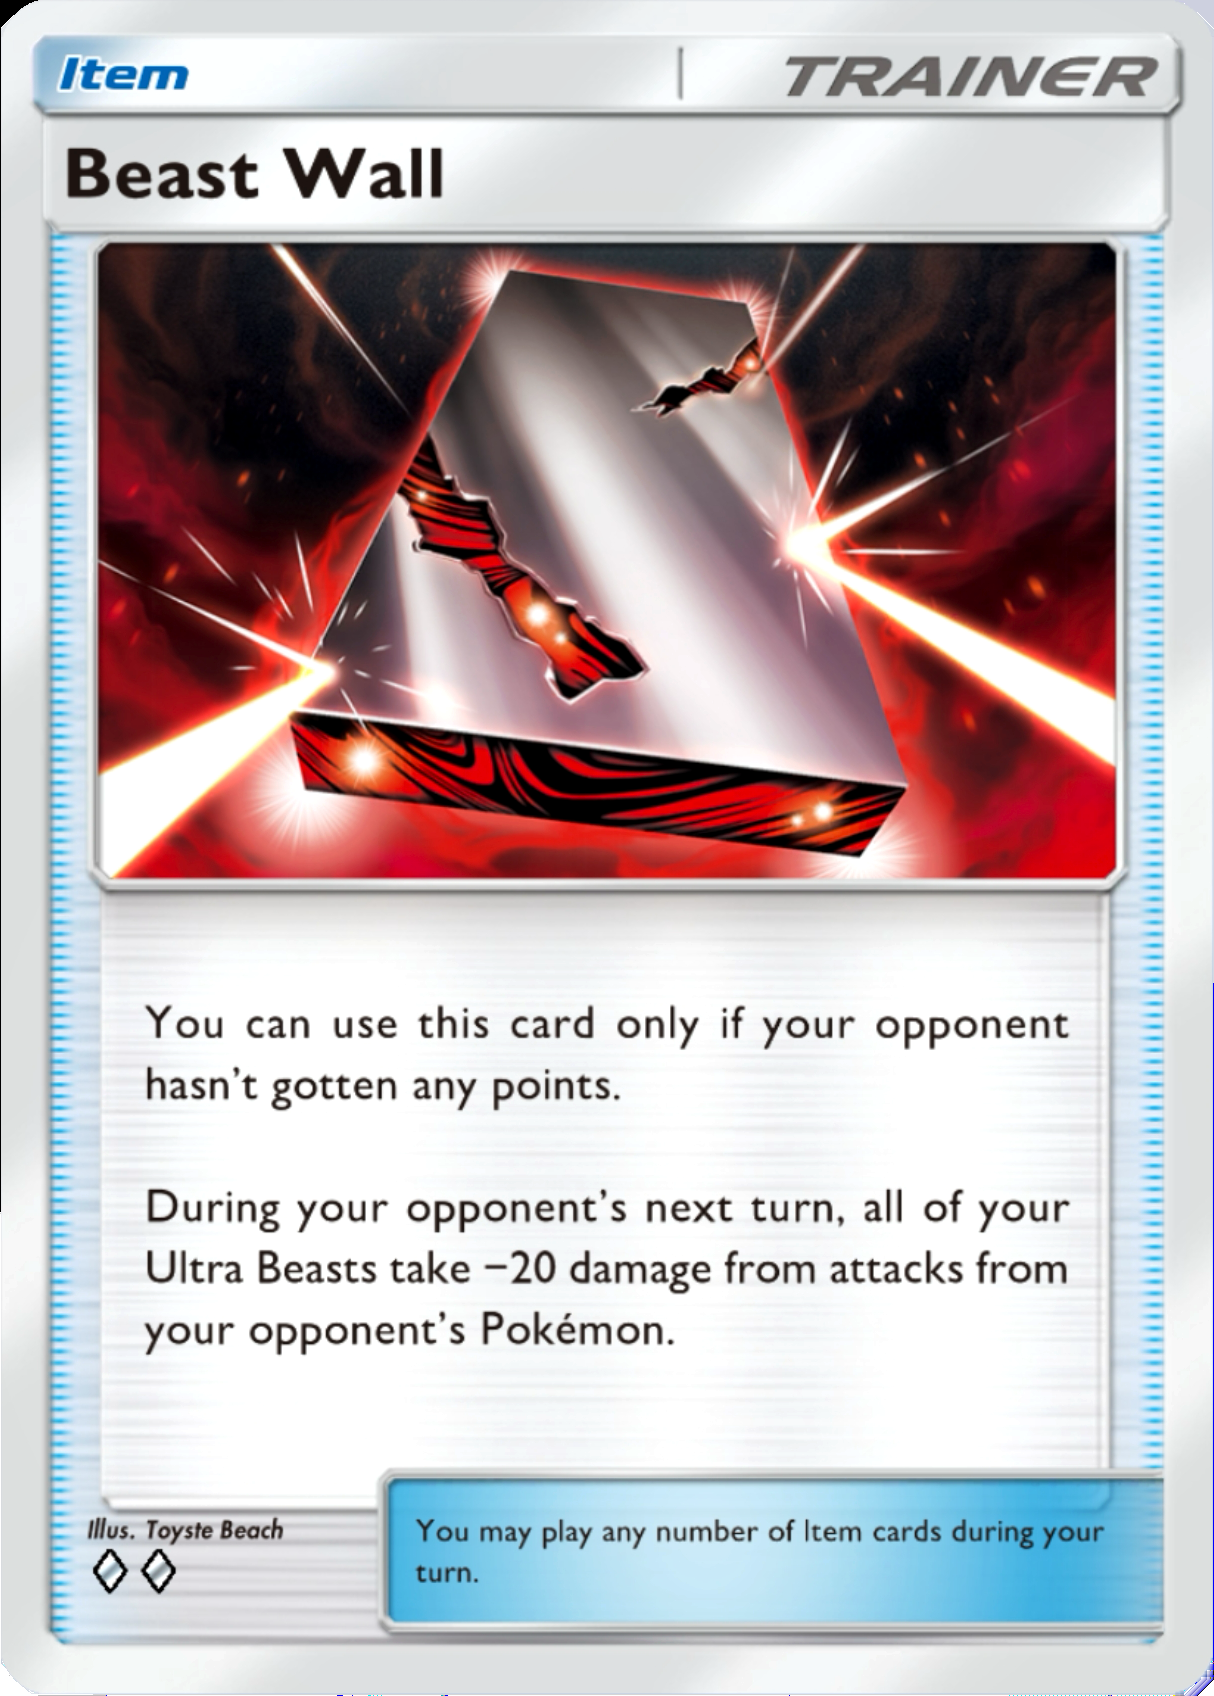 Item
TRAINER
Beast Wall
You can use this card only if your opponent
hasn't gotten any points.
During your opponent's next turn, all of your
Ultra Beasts take −20 damage from attacks from
your opponent's Pokémon.
Illus. Toyste Beach
You may play any number of Item cards during your
turn.